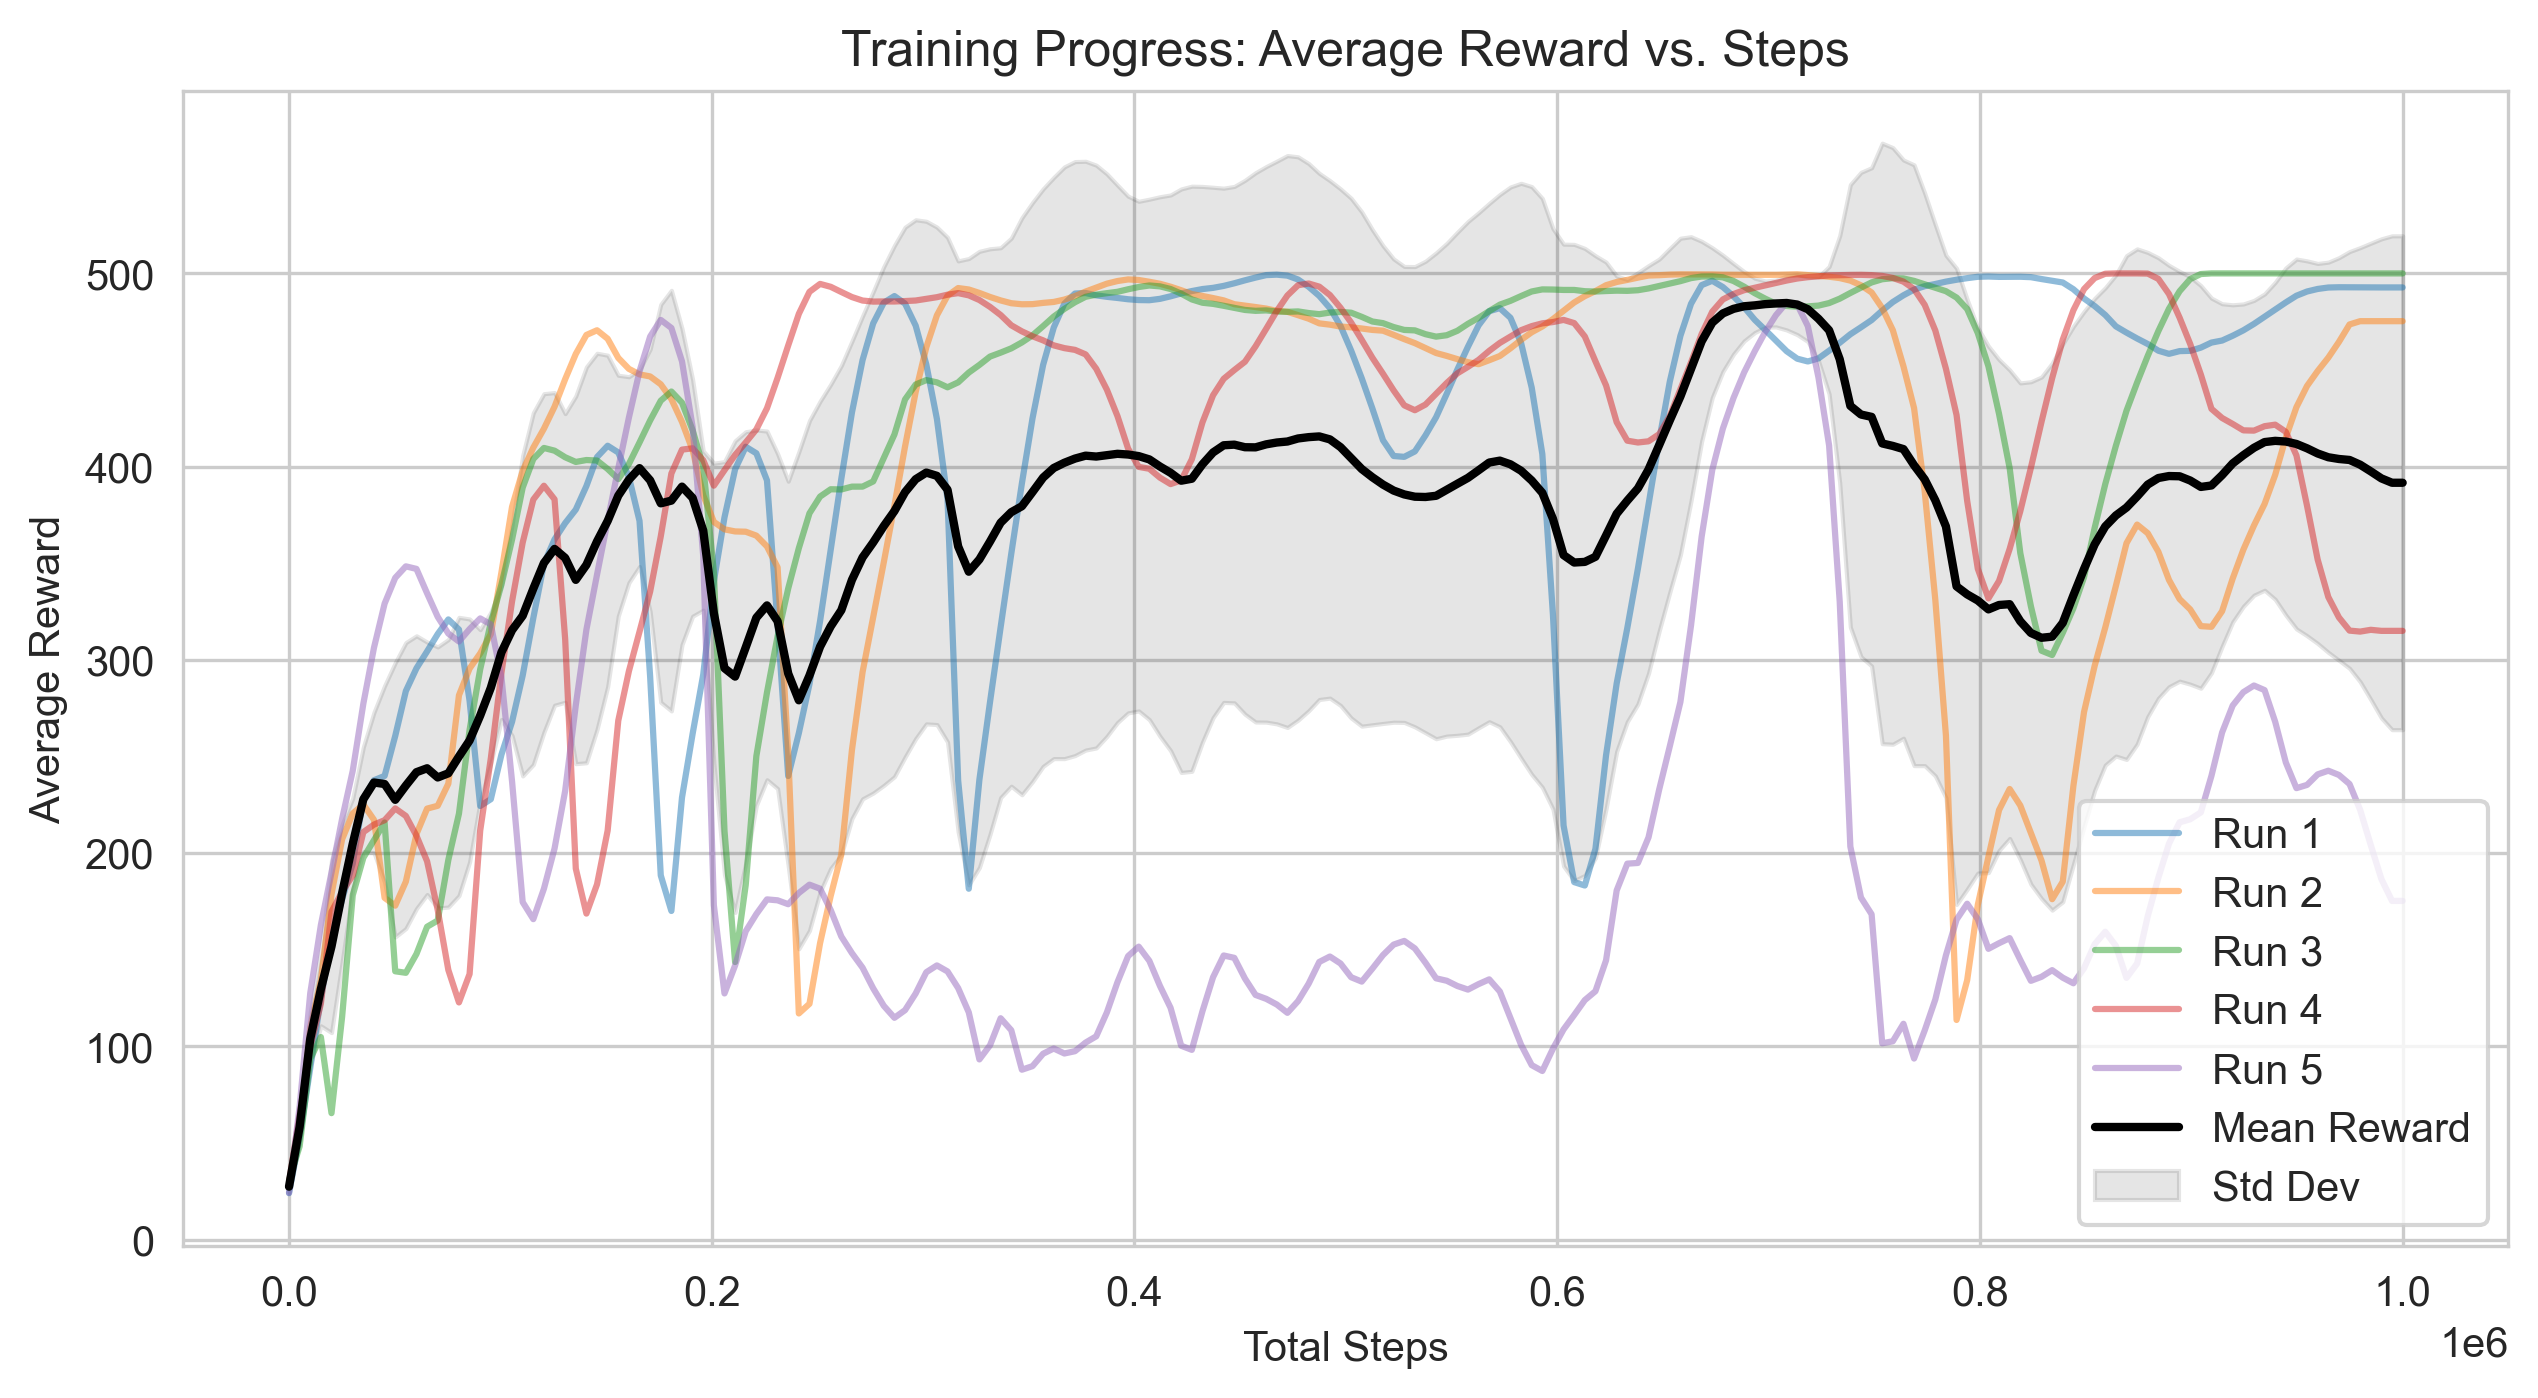 Training Progress: Average Reward vs. Steps
Average Reward
500
400
300
200
100
0
0.0 0.2 0.4 0.6 0.8 1.0
1e6
Total Steps
Run 1
Run 2
Run 3
Run 4
Run 5
Mean Reward
Std Dev